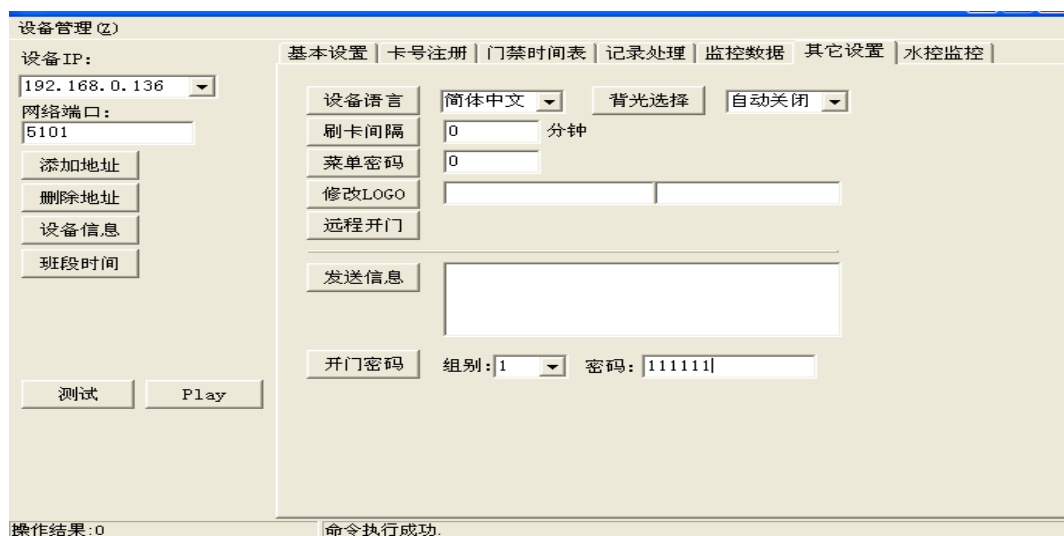 设备管理(Z)
设备IP:
192.168.0.136
网络端口:
5101
添加地址
删除地址
设备信息
班段时间
测试 Play
基本设置 卡号注册 门禁时间表 记录处理 监控数据 其它设置 水控监控
设备语言 简体中文 背光选择 自动关闭
刷卡间隔 0 分钟
菜单密码 0
修改LOGO
远程开门
发送信息
开门密码 组别:1 密码:111111
操作结果:0 命令执行成功.